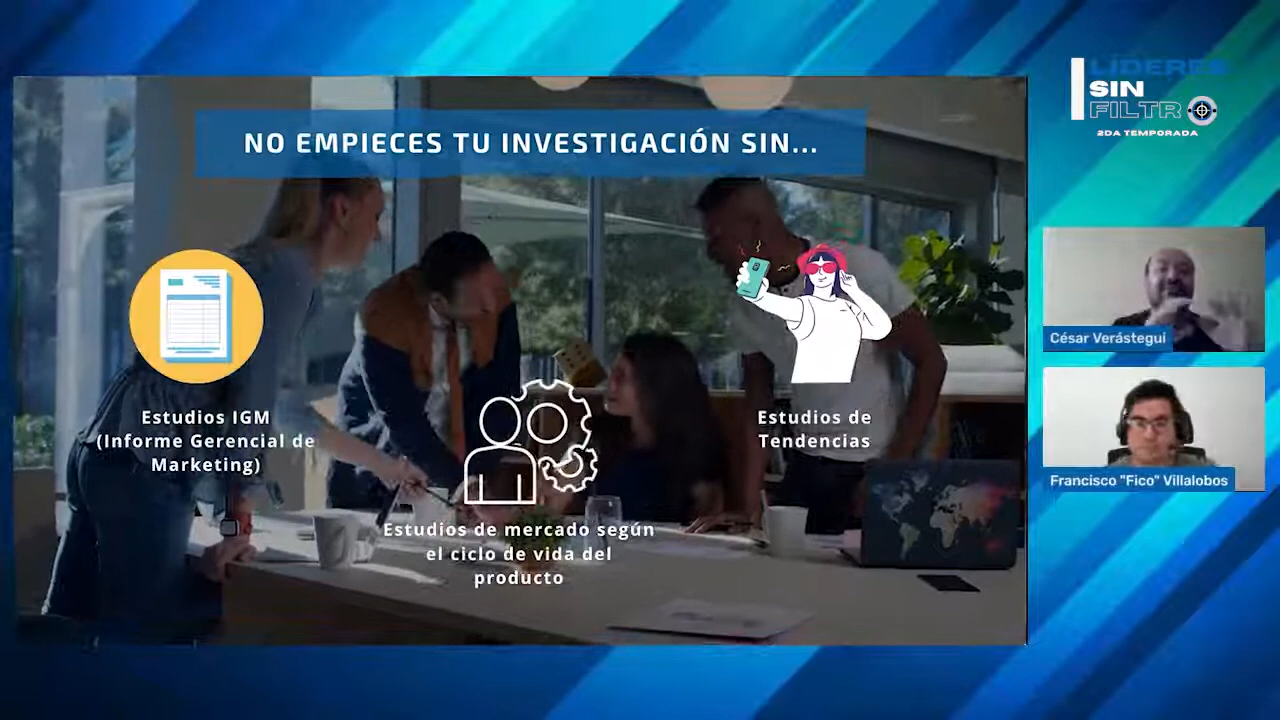 LÍDERES
SIN
FILTR
2DA TEMPORADA
NO EMPIECES TU INVESTIGACIÓN SIN...
Estudios IGM
(Informe Gerencial de
Marketing)
Estudios de mercado según
el ciclo de vida del
producto
Estudios de
Tendencias
César Verástegui
Francisco "Fico" Villalobos